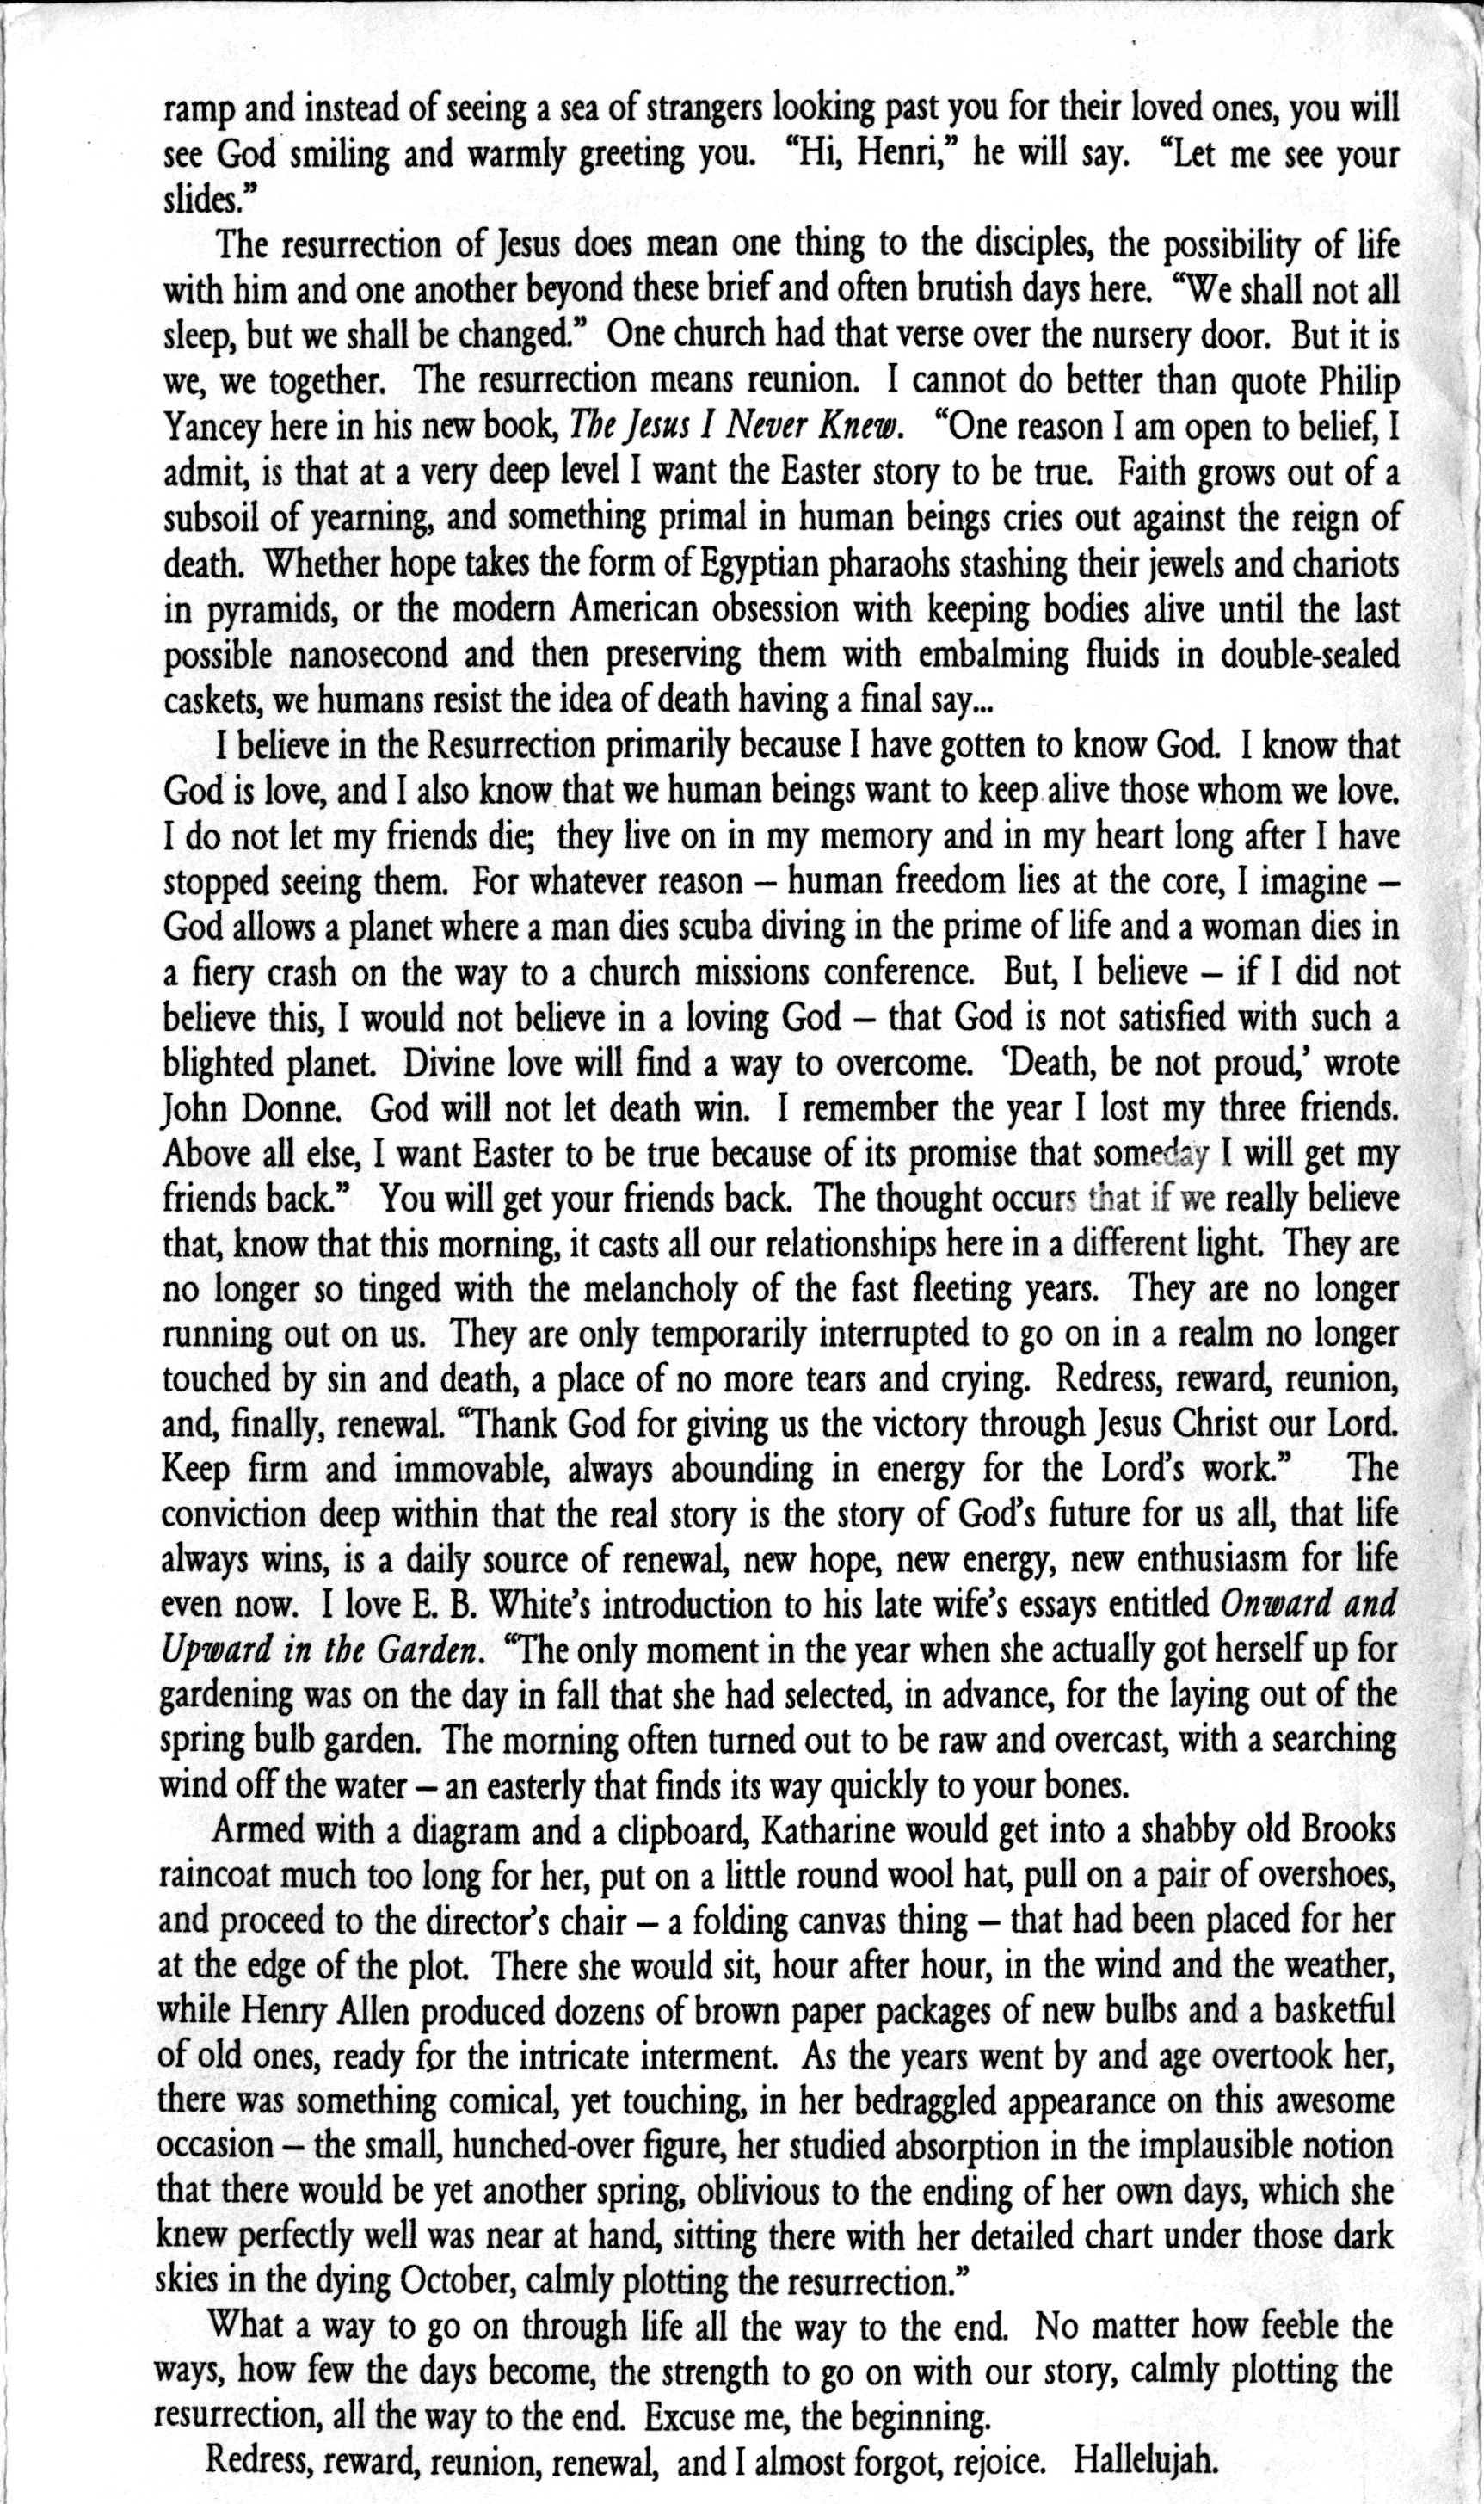 ramp and instead of seeing a sea of strangers looking past you for their loved ones, you will
see God smiling and warmly greeting you. “Hi, Henri,” he will say. “Let me see your
slides.”
The resurrection of Jesus does mean one thing to the disciples, the possibility of life
with him and one another beyond these brief and often brutish days here. “We shall not all
sleep, but we shall be changed.” One church had that verse over the nursery door. But it is
we, we together. The resurrection means reunion. I cannot do better than quote Philip
Yancey here in his new book, The Jesus I Never Knew. “One reason I am open to belief, I
admit, is that at a very deep level I want the Easter story to be true. Faith grows out of a
subsoil of yearning, and something primal in human beings cries out against the reign of
death. Whether hope takes the form of Egyptian pharaohs stashing their jewels and chariots
in pyramids, or the modern American obsession with keeping bodies alive until the last
possible nanosecond and then preserving them with embalming fluids in double-sealed
caskets, we humans resist the idea of death having a final say...
I believe in the Resurrection primarily because I have gotten to know God. I know that
God is love, and I also know that we human beings want to keep alive those whom we love.
I do not let my friends die; they live on in my memory and in my heart long after I have
stopped seeing them. For whatever reason – human freedom lies at the core, I imagine –
God allows a planet where a man dies scuba diving in the prime of life and a woman dies in
a fiery crash on the way to a church missions conference. But, I believe – if I did not
believe this, I would not believe in a loving God – that God is not satisfied with such a
blighted planet. Divine love will find a way to overcome. ‘Death, be not proud,’ wrote
John Donne. God will not let death win. I remember the year I lost my three friends.
Above all else, I want Easter to be true because of its promise that someday I will get my
friends back.” You will get your friends back. The thought occurs that if we really believe
that, know that this morning, it casts all our relationships here in a different light. They are
no longer so tinged with the melancholy of the fast fleeting years. They are no longer
running out on us. They are only temporarily interrupted to go on in a realm no longer
touched by sin and death, a place of no more tears and crying. Redress, reward, reunion,
and, finally, renewal. “Thank God for giving us the victory through Jesus Christ our Lord.
Keep firm and immovable, always abounding in energy for the Lord’s work.” The
conviction deep within that the real story is the story of God’s future for us all, that life
always wins, is a daily source of renewal, new hope, new energy, new enthusiasm for life
even now. I love E. B. White’s introduction to his late wife’s essays entitled Onward and
Upward in the Garden. “The only moment in the year when she actually got herself up for
gardening was on the day in fall that she had selected, in advance, for the laying out of the
spring bulb garden. The morning often turned out to be raw and overcast, with a searching
wind off the water – an easterly that finds its way quickly to your bones.
Armed with a diagram and a clipboard, Katharine would get into a shabby old Brooks
raincoat much too long for her, put on a little round wool hat, pull on a pair of overshoes,
and proceed to the director’s chair – a folding canvas thing – that had been placed for her
at the edge of the plot. There she would sit, hour after hour, in the wind and the weather,
while Henry Allen produced dozens of brown paper packages of new bulbs and a basketful
of old ones, ready for the intricate interment. As the years went by and age overtook her,
there was something comical, yet touching, in her bedraggled appearance on this awesome
occasion – the small, hunched-over figure, her studied absorption in the implausible notion
that there would be yet another spring, oblivious to the ending of her own days, which she
knew perfectly well was near at hand, sitting there with her detailed chart under those dark
skies in the dying October, calmly plotting the resurrection.”
What a way to go on through life all the way to the end. No matter how feeble the
ways, how few the days become, the strength to go on with our story, calmly plotting the
resurrection, all the way to the end. Excuse me, the beginning.
Redress, reward, reunion, renewal, and I almost forgot, rejoice. Hallelujah.